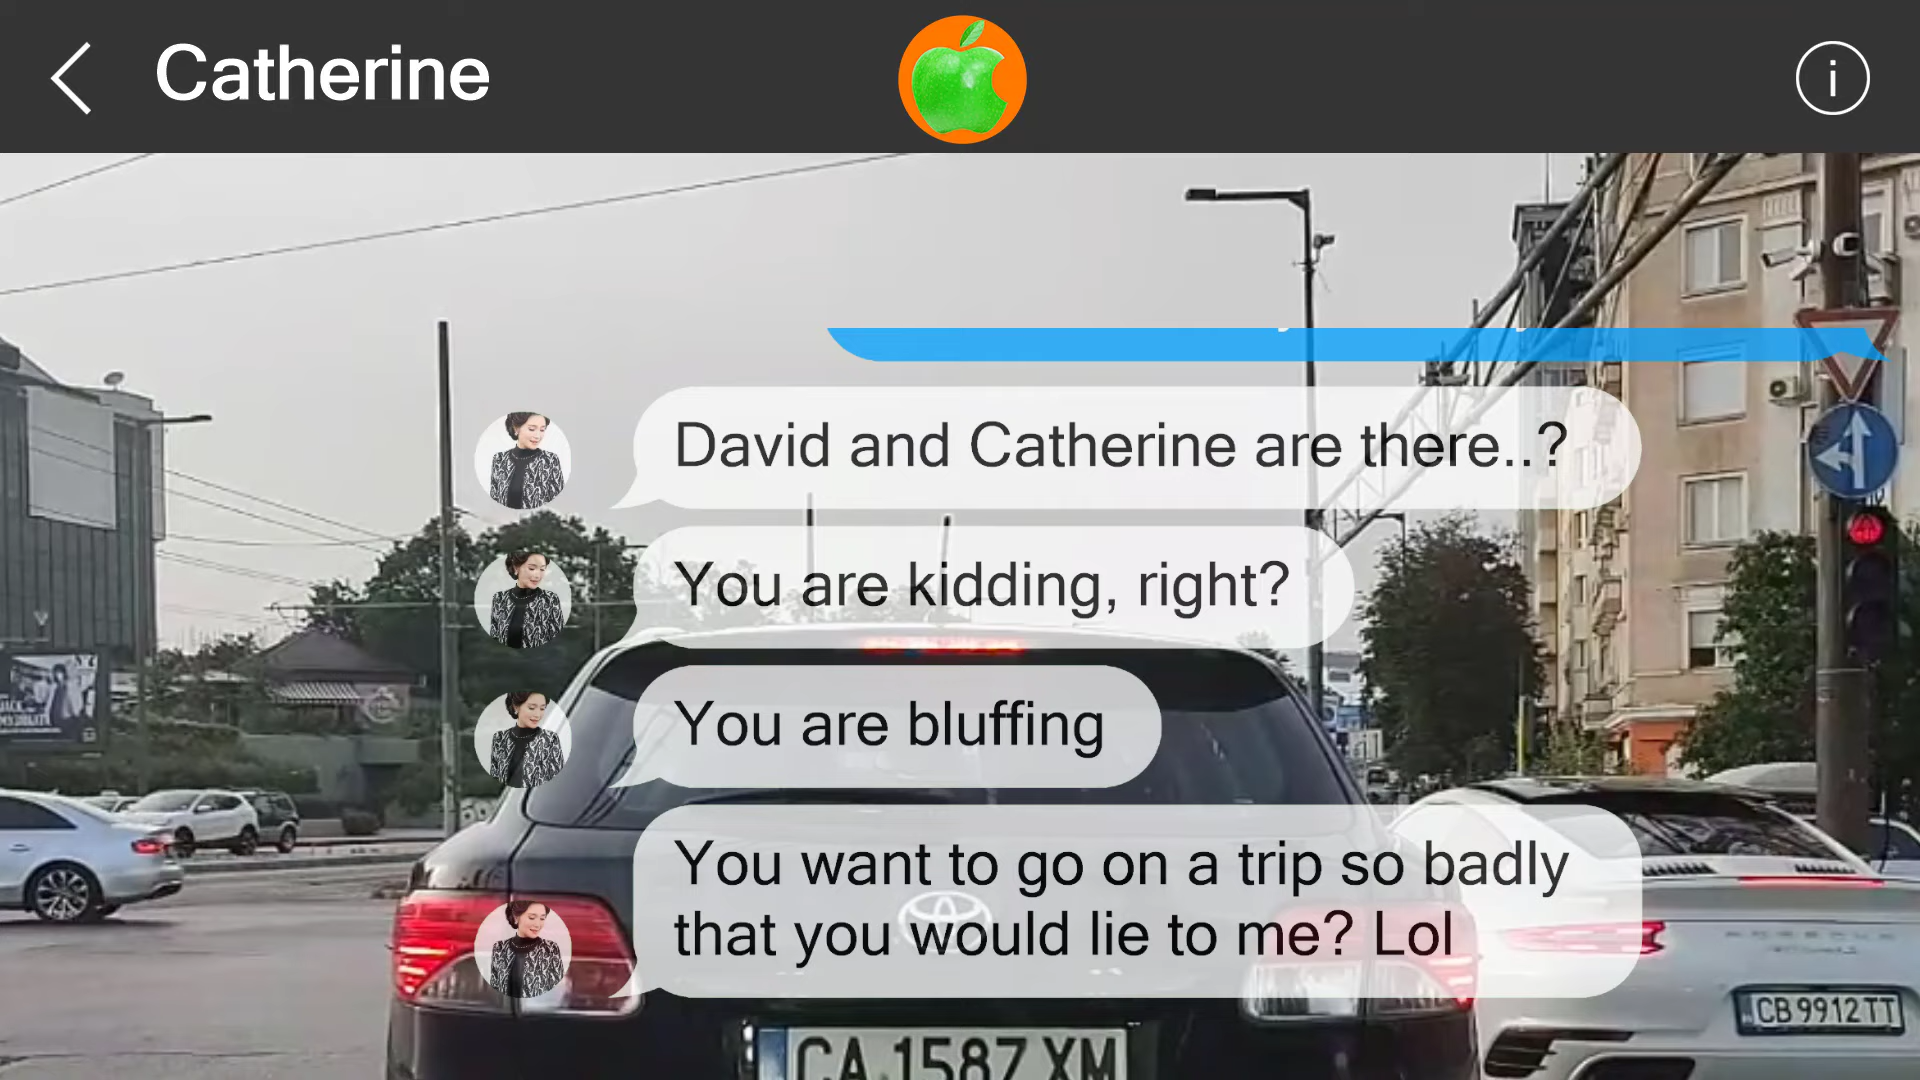 Catherine
i
David and Catherine are there..?
You are kidding, right?
You are bluffing
You want to go on a trip so badly
that you would lie to me? Lol
CB 9912 TT
CA 1587 XM